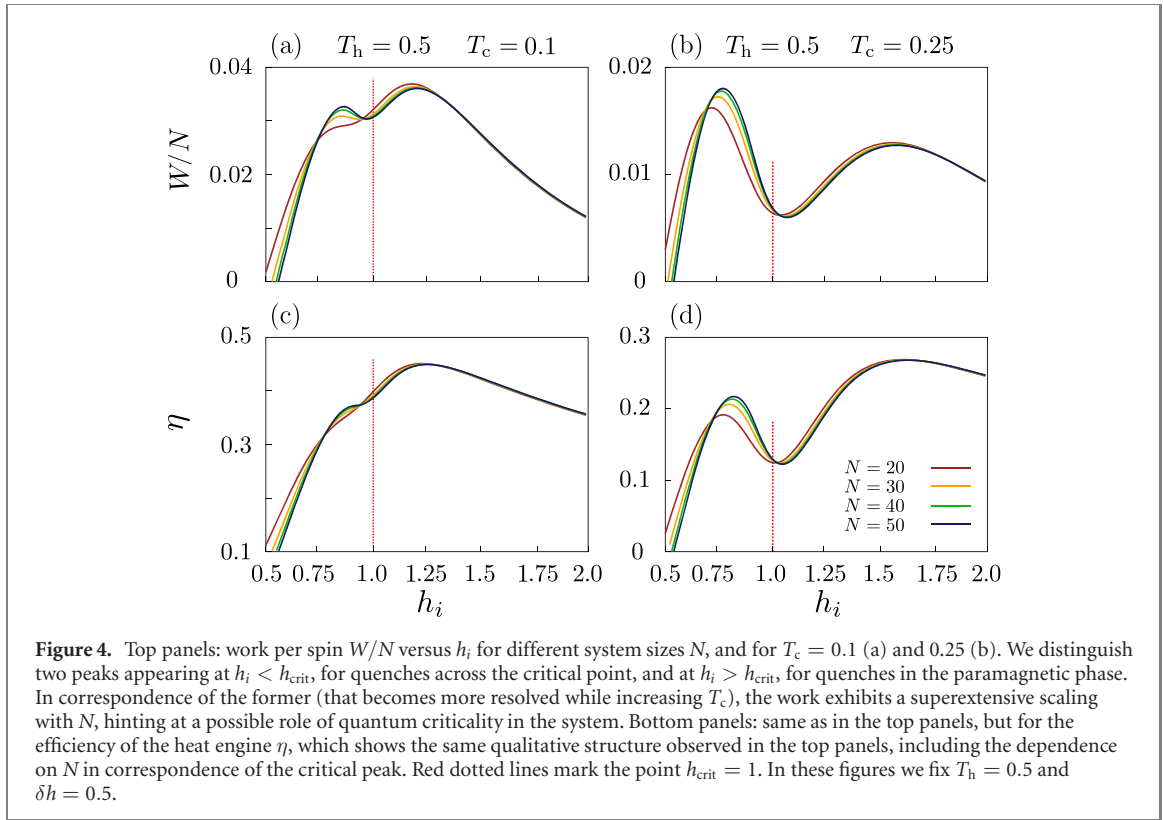 (a) T_h = 0.5 T_c = 0.1
(b) T_h = 0.5 T_c = 0.25
0.04
0.02
0
W/N
0.02
0.01
0
(c)
(d)
0.5
0.3
0.1
η
0.3
0.2
0.1
0
N = 20
N = 30
N = 40
N = 50
0.5 0.75 1.0 1.25 1.5 1.75 2.0
0.5 0.75 1.0 1.25 1.5 1.75 2.0
h_i
h_i
Figure 4. Top panels: work per spin W/N versus h_i for different system sizes N, and for T_c = 0.1 (a) and 0.25 (b). We distinguish
two peaks appearing at h_i < h_crit, for quenches across the critical point, and at h_i > h_crit, for quenches in the paramagnetic phase.
In correspondence of the former (that becomes more resolved while increasing T_c), the work exhibits a superextensive scaling
with N, hinting at a possible role of quantum criticality in the system. Bottom panels: same as in the top panels, but for the
efficiency of the heat engine η, which shows the same qualitative structure observed in the top panels, including the dependence
on N in correspondence of the critical peak. Red dotted lines mark the point h_crit = 1. In these figures we fix T_h = 0.5 and
δh = 0.5.